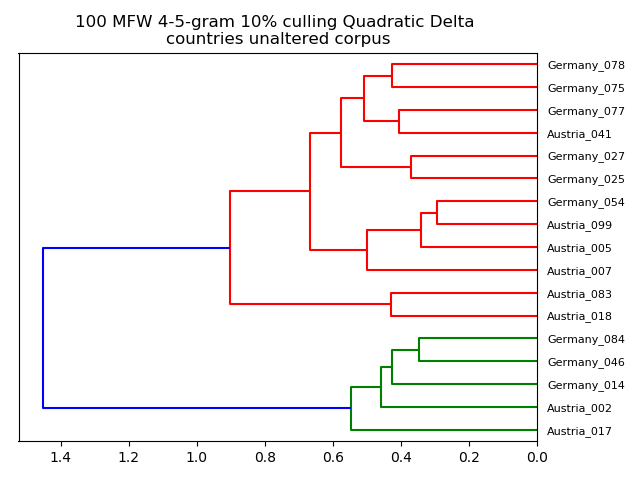 100 MFW 4-5-gram 10% culling Quadratic Delta
countries unaltered corpus
Germany_078
Germany_075
Germany_077
Austria_041
Germany_027
Germany_025
Germany_054
Austria_099
Austria_005
Austria_007
Austria_083
Austria_018
Germany_084
Germany_046
Germany_014
Austria_002
Austria_017
1.4 1.2 1.0 0.8 0.6 0.4 0.2 0.0